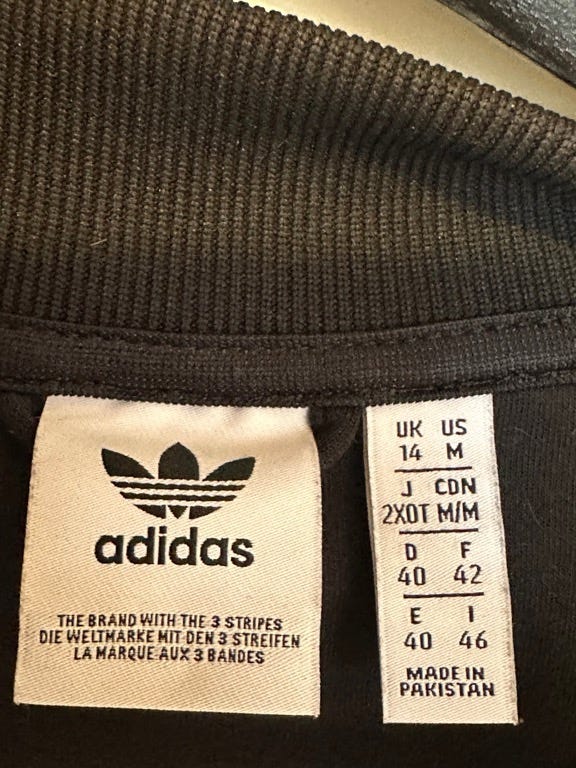 adidas
THE BRAND WITH THE 3 STRIPES
DIE WELTMARKE MIT DEN 3 STREIFEN
LA MARQUE AUX 3 BANDES
UK US
14 M
J CDN
2XOT M/M
D F
40 42
E I
40 46
MADE IN
PAKISTAN